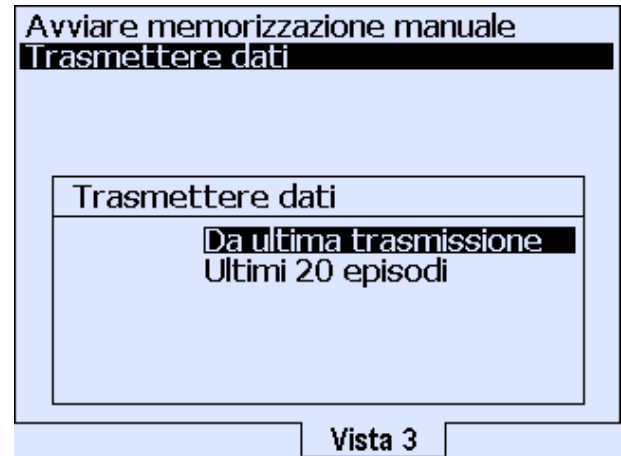 Avviare memorizzazione manuale
Trasmettere dati
Trasmettere dati
Da ultima trasmissione
Ultimi 20 episodi
Vista 3